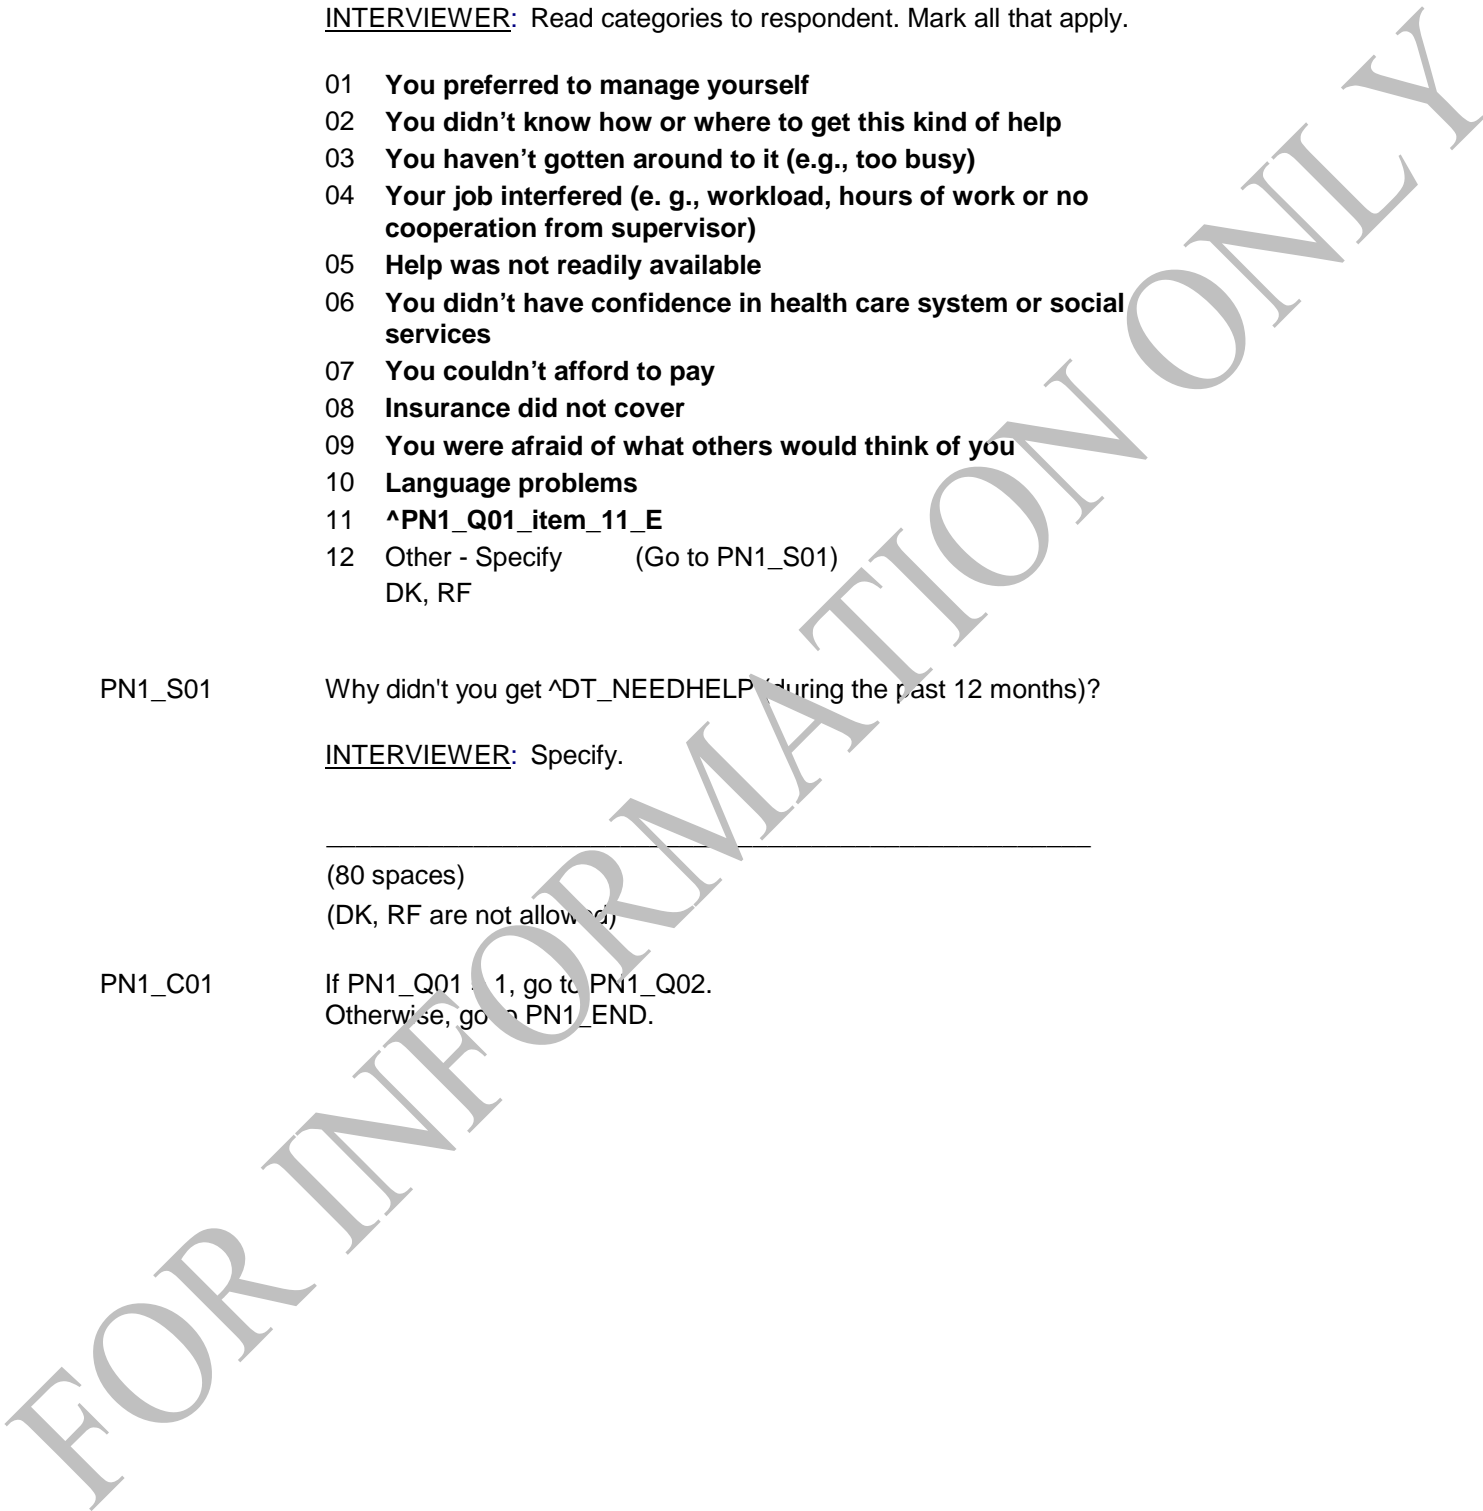 INTERVIEWER: Read categories to respondent. Mark all that apply.
01 You preferred to manage yourself
02 You didn't know how or where to get this kind of help
03 You haven't gotten around to it (e.g., too busy)
04 Your job interfered (e. g., workload, hours of work or no
cooperation from supervisor)
05 Help was not readily available
06 You didn't have confidence in health care system or social
services
07 You couldn't afford to pay
08 Insurance did not cover
09 You were afraid of what others would think of you
10 Language problems
11 ^PN1_Q01_item_11_E
12 Other - Specify (Go to PN1_S01)
DK, RF
PN1_S01 Why didn't you get ^DT_NEEDHELP (during the past 12 months)?
INTERVIEWER: Specify.
(80 spaces)
(DK, RF are not allowed)
PN1_C01 If PN1_Q01 1, go to PN1_Q02.
Otherwise, go to PN1_END.
FOR INFORMATION ONLY